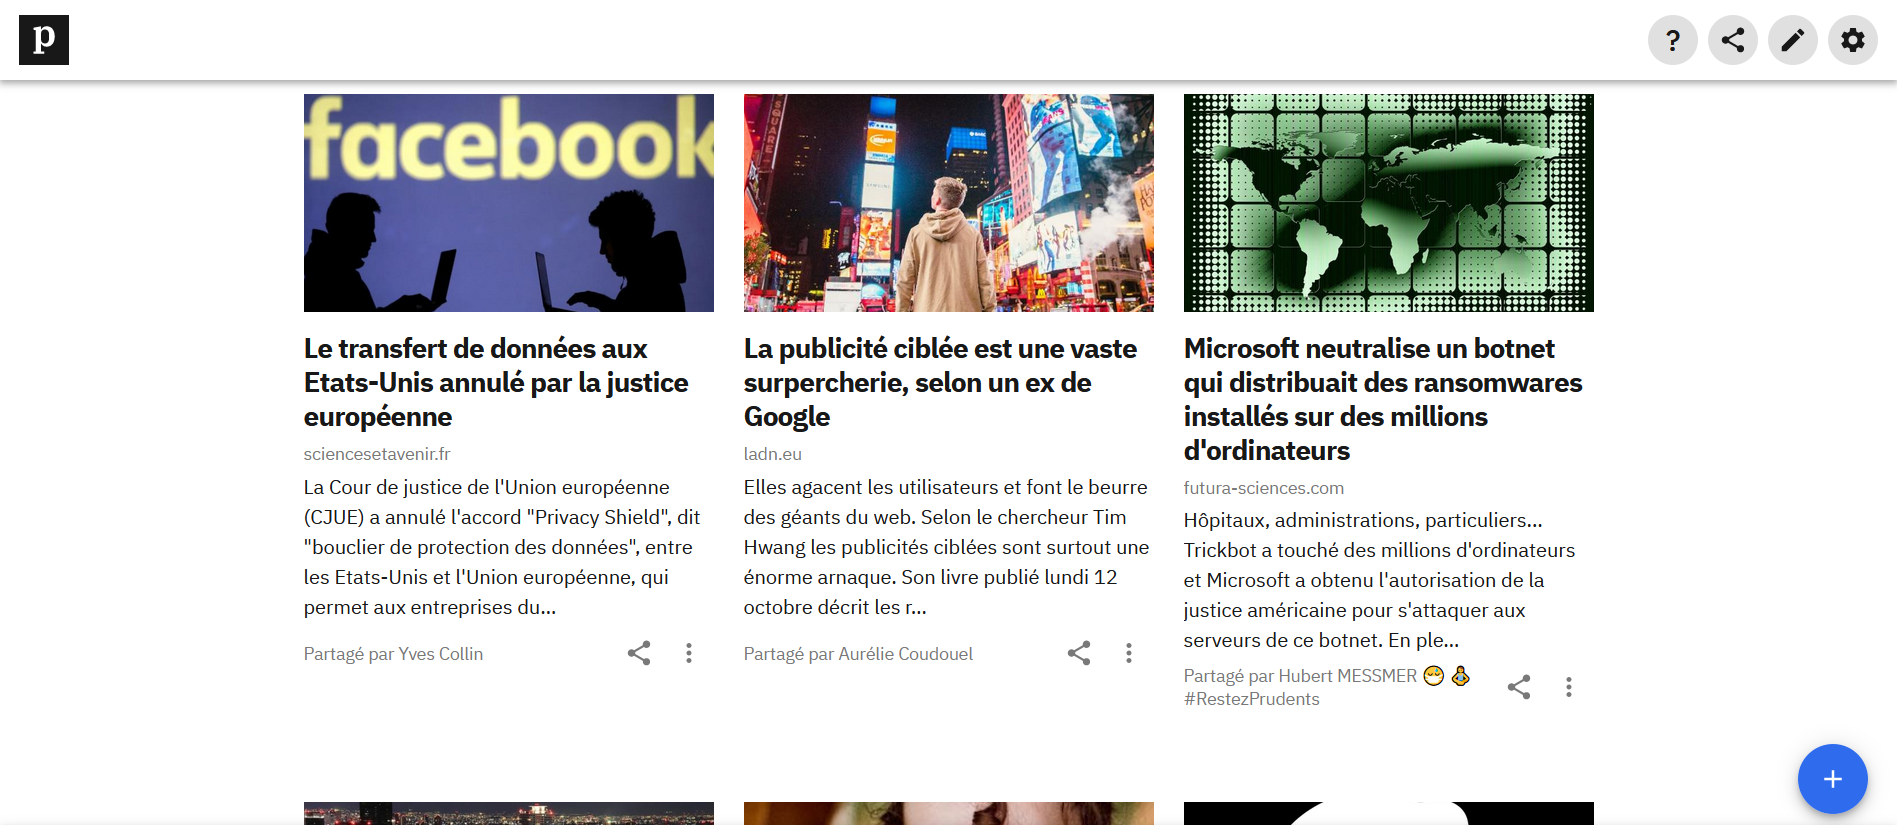 p
?
facebook
SQUARE
Le transfert de données aux
Etats-Unis annulé par la justice
européenne
sciencesetavenir.fr
La Cour de justice de l'Union européenne
(CJUE) a annulé l'accord "Privacy Shield", dit
"bouclier de protection des données", entre
les Etats-Unis et l'Union européenne, qui
permet aux entreprises du...
Partagé par Yves Collin
La publicité ciblée est une vaste
surpercherie, selon un ex de
Google
ladn.eu
Elles agacent les utilisateurs et font le beurre
des géants du web. Selon le chercheur Tim
Hwang les publicités ciblées sont surtout une
énorme arnaque. Son livre publié lundi 12
octobre décrit les r...
Partagé par Aurélie Coudouel
Microsoft neutralise un botnet
qui distribuait des ransomwares
installés sur des millions
d'ordinateurs
futura-sciences.com
Hôpitaux, administrations, particuliers...
Trickbot a touché des millions d'ordinateurs
et Microsoft a obtenu l'autorisation de la
justice américaine pour s'attaquer aux
serveurs de ce botnet. En ple...
Partagé par Hubert MESSMER 😷 🤱
#RestezPrudents
+